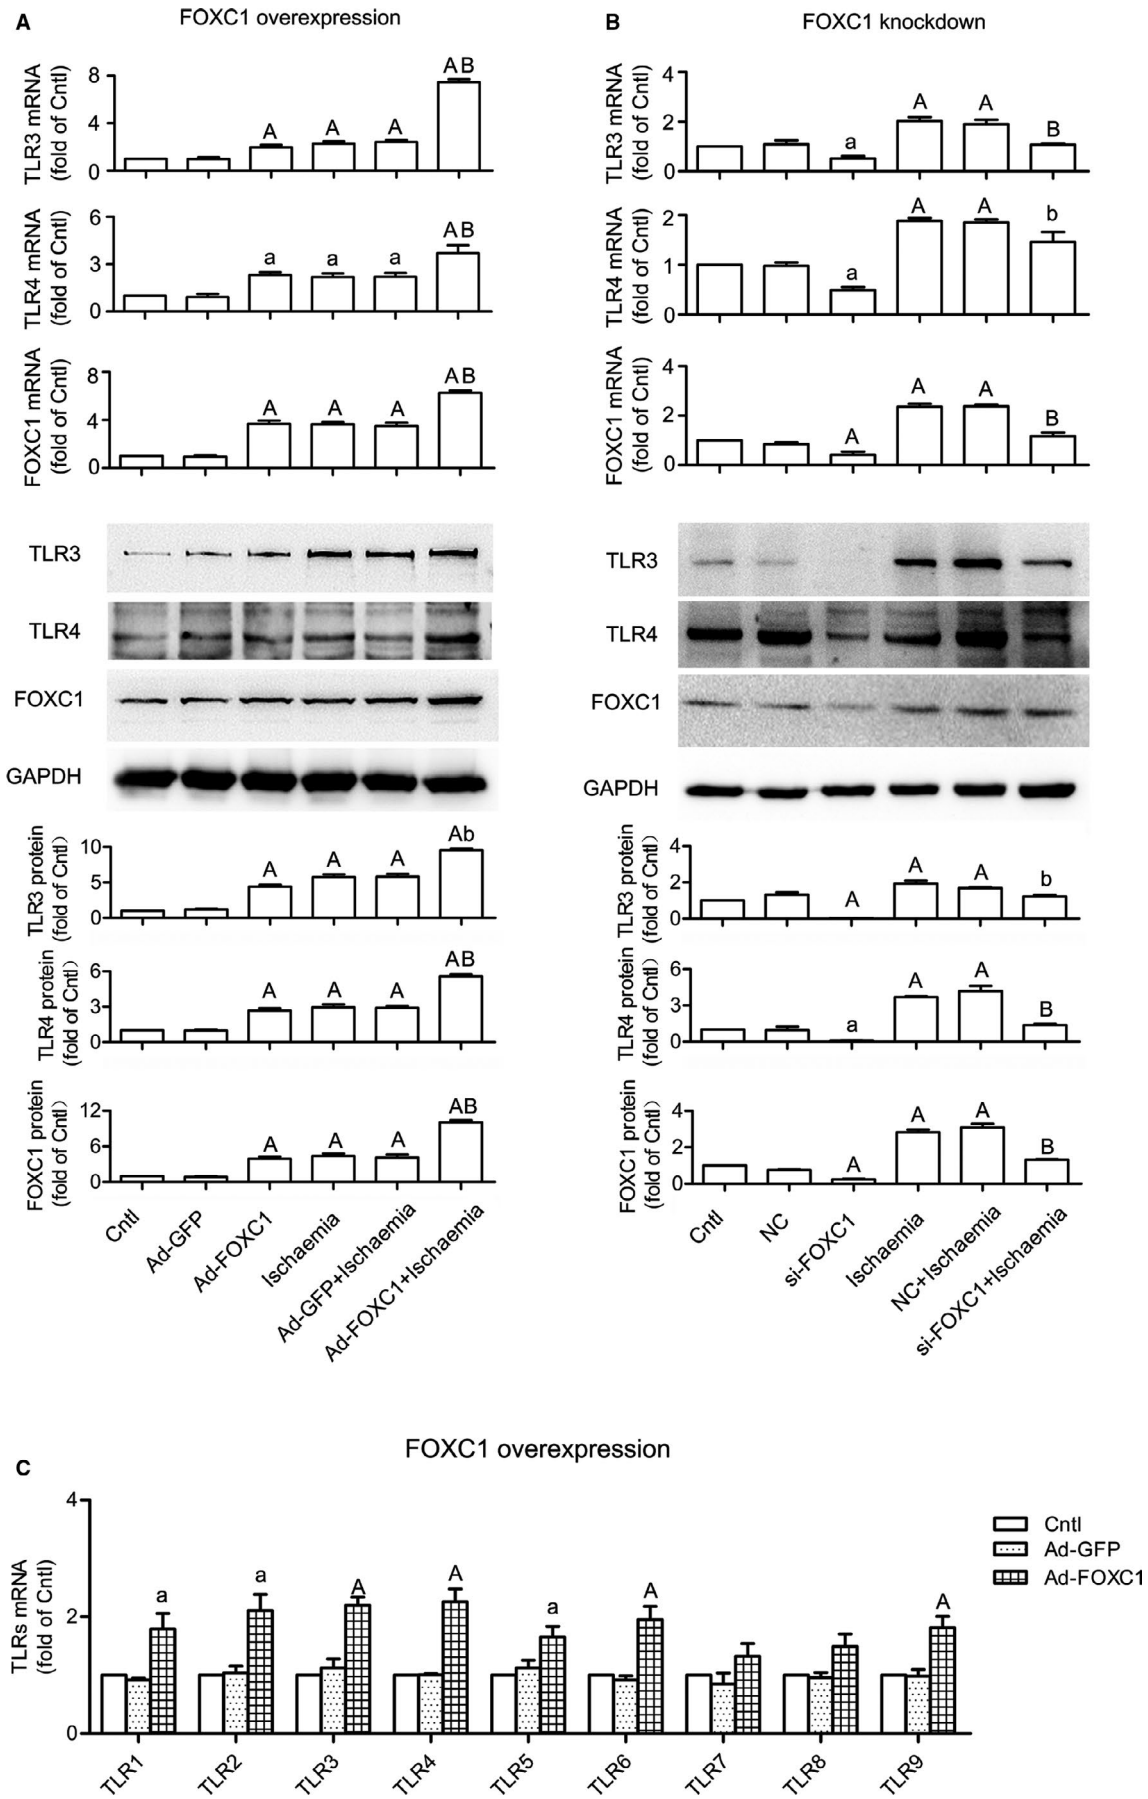 A
FOXC1 overexpression
TLR3 mRNA
(fold of Cntl)
8
4
0
A
A
A
AB
TLR4 mRNA
(fold of Cntl)
6
3
0
a
a
a
AB
FOXC1 mRNA
(fold of Cntl)
8
4
0
A
A
A
AB
TLR3
TLR4
FOXC1
GAPDH
TLR3 protein
(fold of Cntl)
10
5
0
A
A
A
Ab
TLR4 protein
(fold of Cntl)
6
3
0
A
A
A
AB
FOXC1 protein
(fold of Cntl)
12
6
0
A
A
A
AB
Cntl
Ad-GFP
Ad-FOXC1
Ischaemia
Ad-GFP+Ischaemia
Ad-FOXC1+Ischaemia
B
FOXC1 knockdown
TLR3 mRNA
(fold of Cntl)
4
2
0
a
A
A
B
TLR4 mRNA
(fold of Cntl)
2
1
0
a
A
A
b
FOXC1 mRNA
(fold of Cntl)
4
2
0
A
A
A
B
TLR3
TLR4
FOXC1
GAPDH
TLR3 protein
(fold of Cntl)
4
2
0
A
A
A
b
TLR4 protein
(fold of Cntl)
6
3
0
a
A
A
B
FOXC1 protein
(fold of Cntl)
4
2
0
A
A
A
B
Cntl
NC
si-FOXC1
Ischaemia
NC+Ischaemia
si-FOXC1+Ischaemia
C
FOXC1 overexpression
TLRs mRNA
(fold of Cntl)
4
2
0
a
a
A
A
a
A
A
TLR1
TLR2
TLR3
TLR4
TLR5
TLR6
TLR7
TLR8
TLR9
Cntl
Ad-GFP
Ad-FOXC1